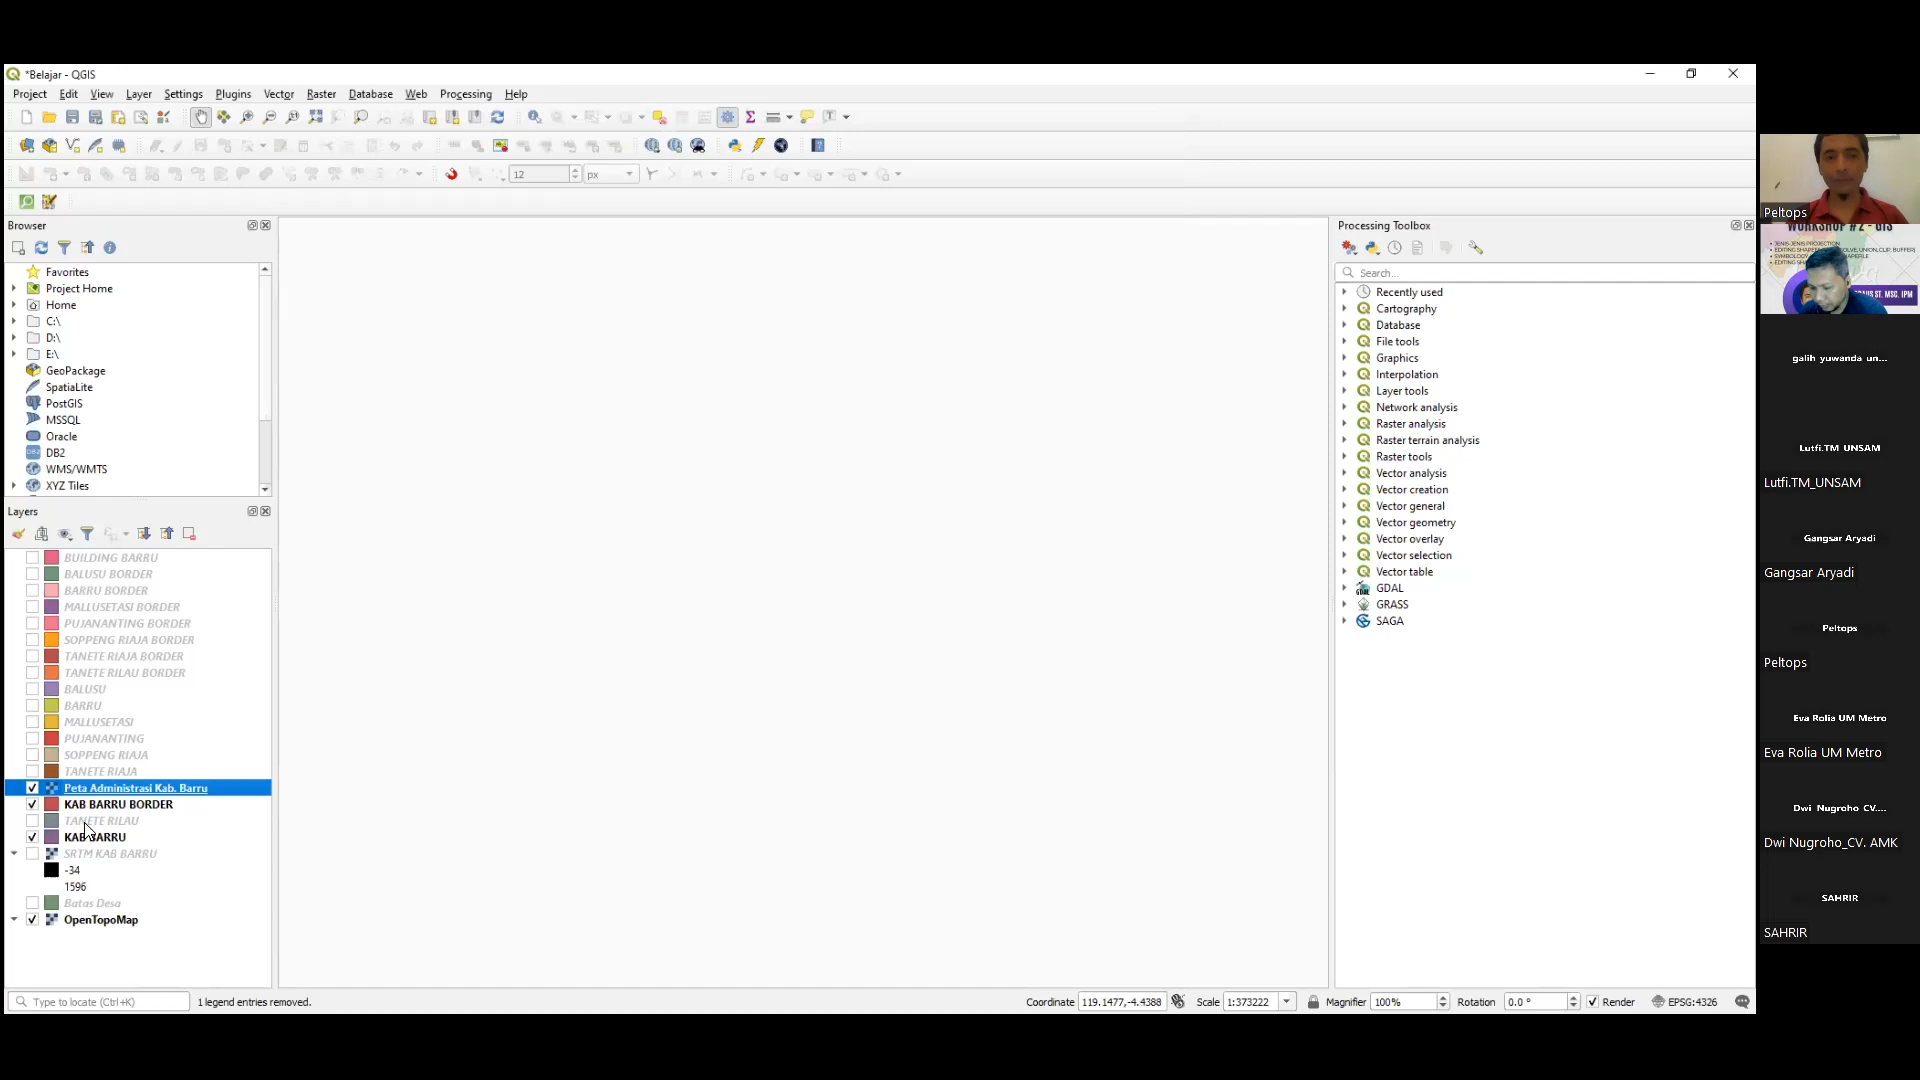 *Belajar - QGIS
Project Edit View Layer Settings Plugins Vector Raster Database Web Processing Help
12
px
Browser
Favorites
Project Home
Home
C:\
D:\
E:\
GeoPackage
SpatiaLite
PostGIS
MSSQL
Oracle
DB2
WMS/WMTS
XYZ Tiles
Layers
BUILDING BARRU
BALUSU BORDER
BARRU BORDER
MALLUSETASI BORDER
PUJANANTING BORDER
SOPPENG RIAJA BORDER
TANETE RIAJA BORDER
TANETE RILAU BORDER
BALUSU
BARRU
MALLUSETASI
PUJANANTING
SOPPENG RIAJA
TANETE RIAJA
Peta Administrasi Kab. Barru
KAB BARRU BORDER
TANETE RILAU
KAB BARRU
SRTM KAB BARRU
-34
1596
Batas Desa
OpenTopoMap
Type to locate (Ctrl+K)
1 legend entries removed.
Coordinate 119.1477,-4.4388
Scale 1:373222
Magnifier 100%
Rotation 0.0 °
Render
EPSG:4326
Processing Toolbox
Search...
Recently used
Cartography
Database
File tools
Graphics
Interpolation
Layer tools
Network analysis
Raster analysis
Raster terrain analysis
Raster tools
Vector analysis
Vector creation
Vector general
Vector geometry
Vector overlay
Vector selection
Vector table
GDAL
GRASS
SAGA
Peltops
WORKSHOP #2 - GIS
JENIS-JENIS PROJECTION
ST. MSC. IPM
galih yuwanda un...
Lutfi.TM UNSAM
Lutfi.TM_UNSAM
Gangsar Aryadi
Gangsar Aryadi
Peltops
Peltops
Eva Rolia UM Metro
Eva Rolia UM Metro
Dwi Nugroho CV....
Dwi Nugroho_CV. AMK
SAHRIR
SAHRIR